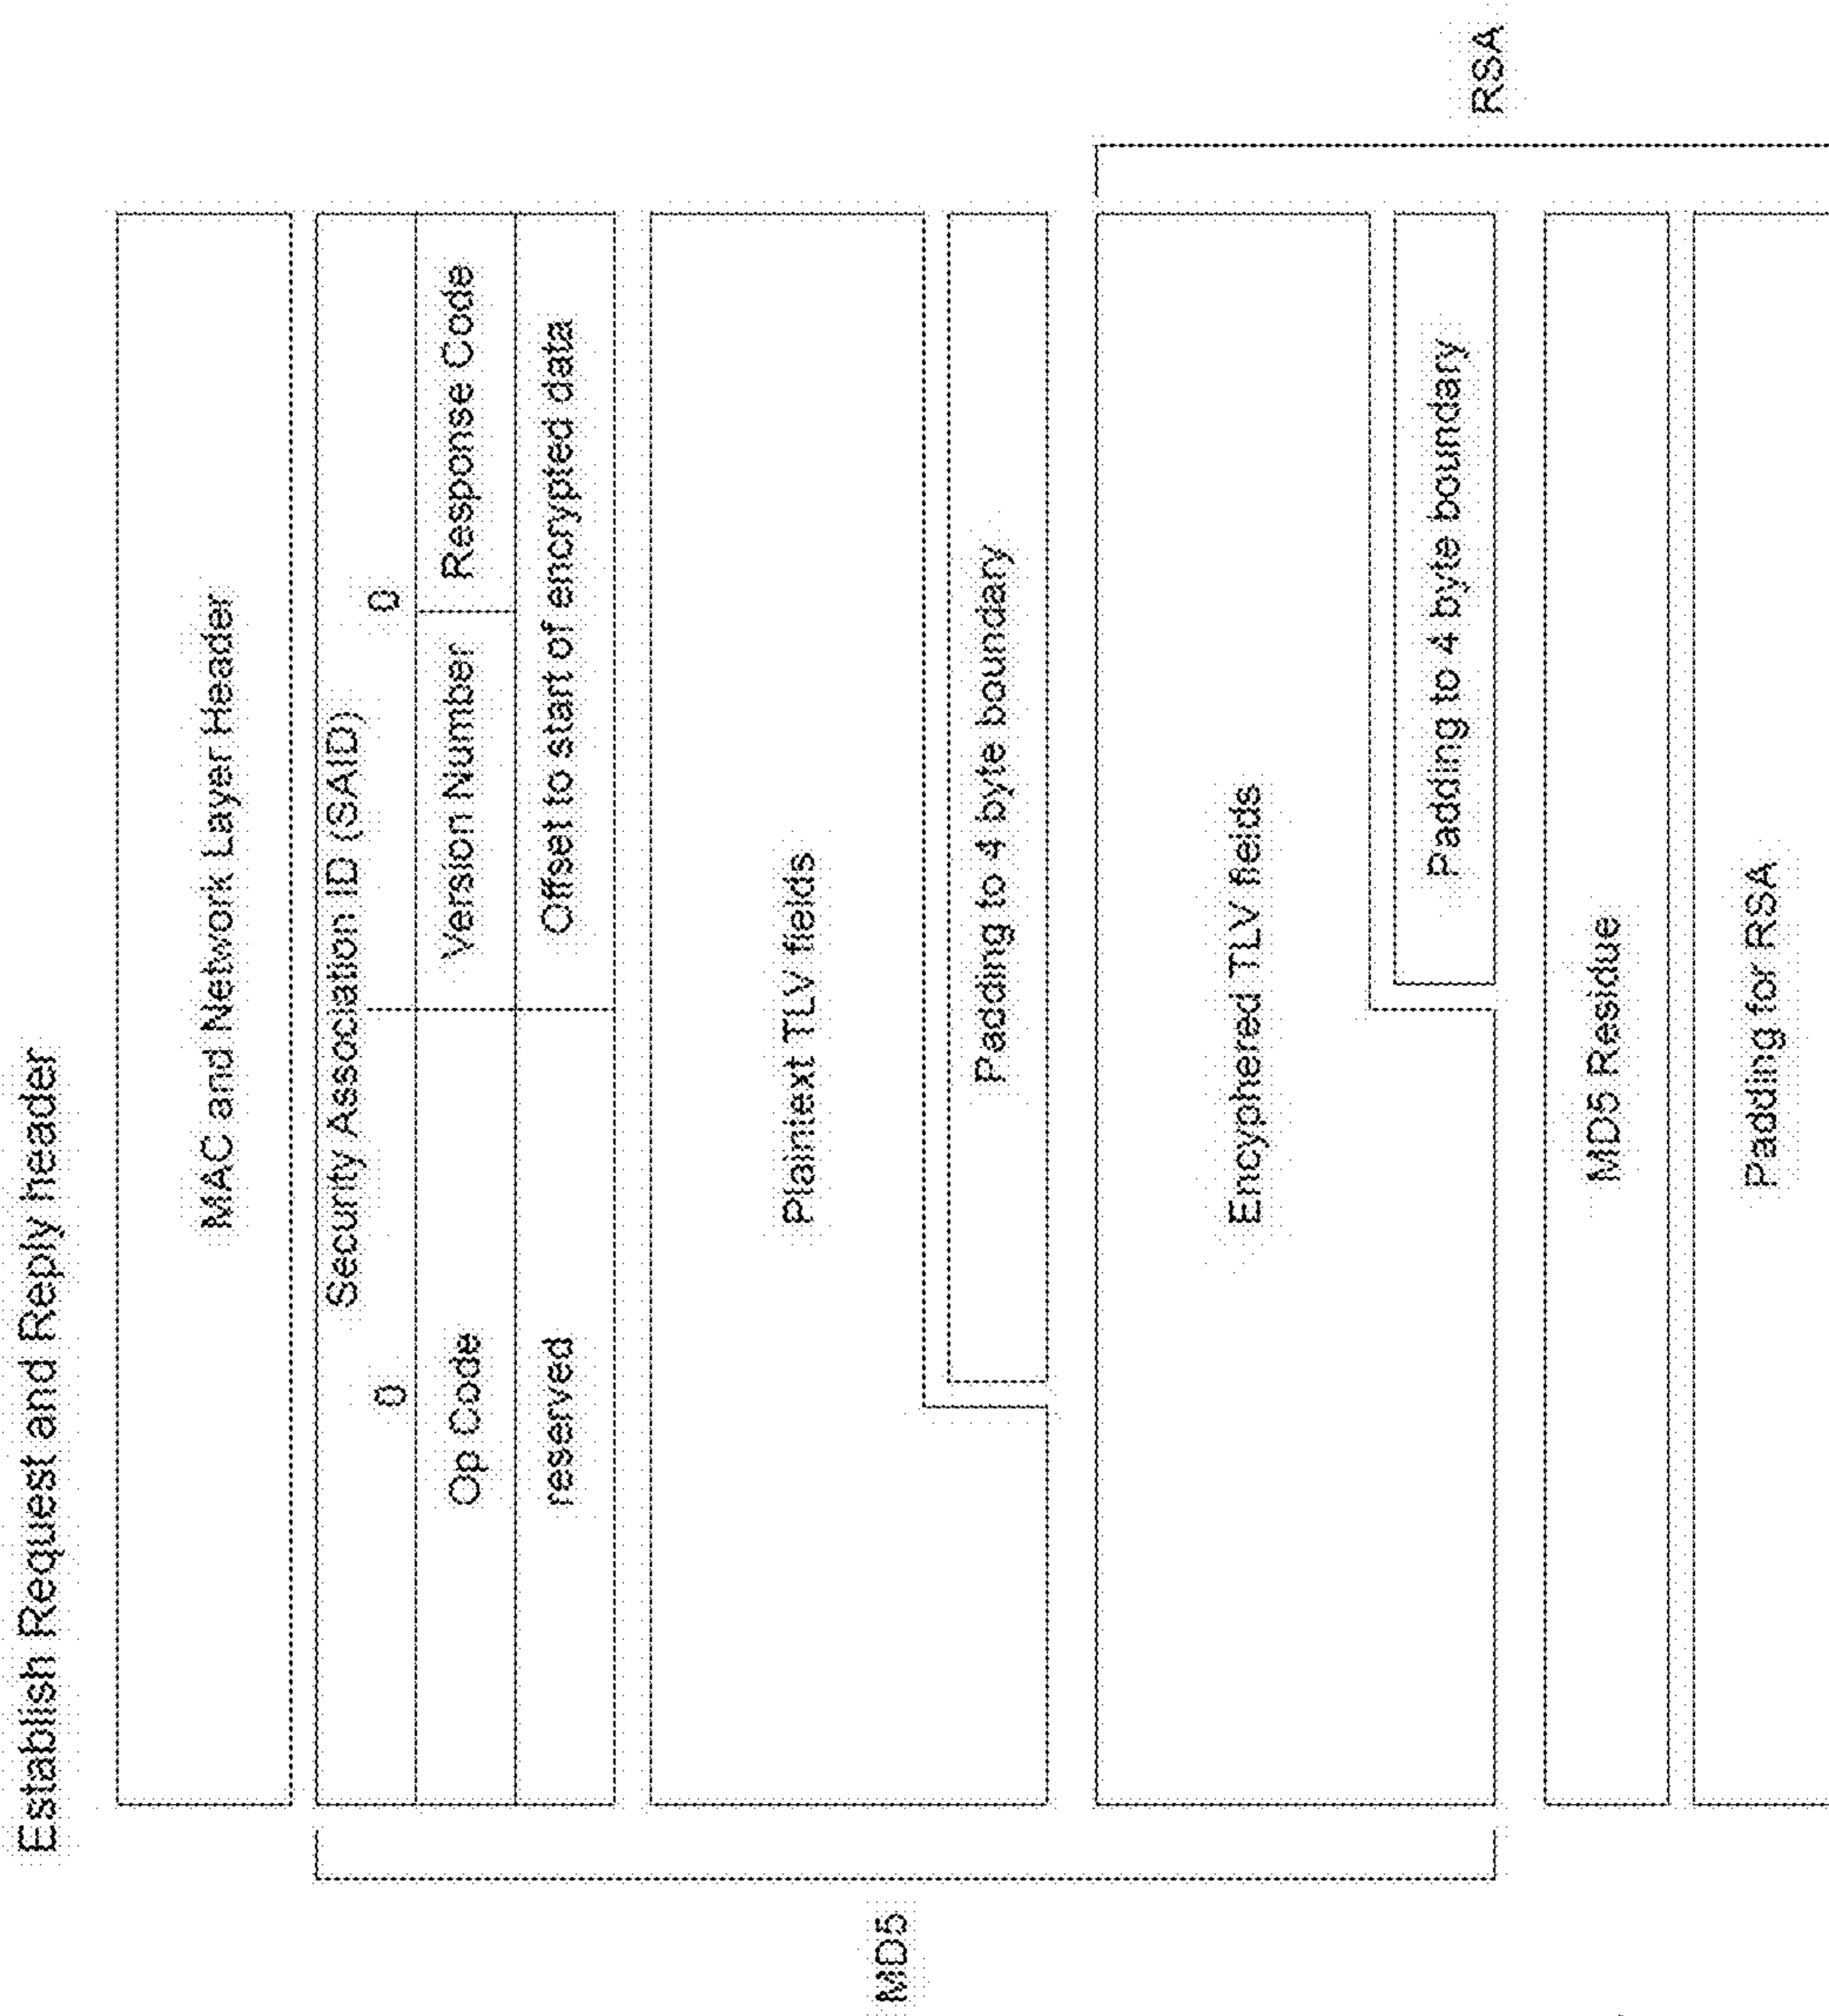 Establish Request and Reply header
MAC and Network Layer Header
Security Association ID (SAID)
0 0
Op Code Version Number Response Code
reserved Offset to start of encrypted data
Plaintext TLV fields
Padding to 4 byte boundary
Encyphered TLV fields
Padding to 4 byte boundary
MD5 Residue
Padding for RSA
MD5
RSA